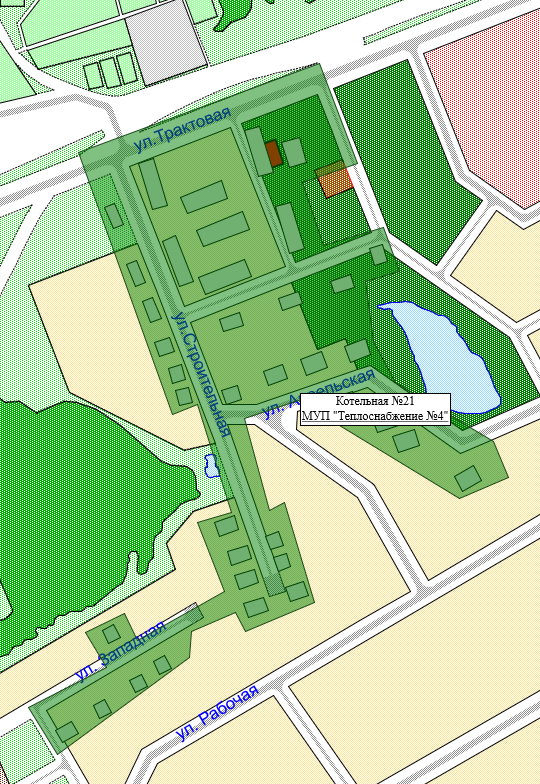 ул.Трактовая
ул.Строительная
Котельная №21
МУП "Теплоснабжение №4"
ул. Западная
ул. Рабочая